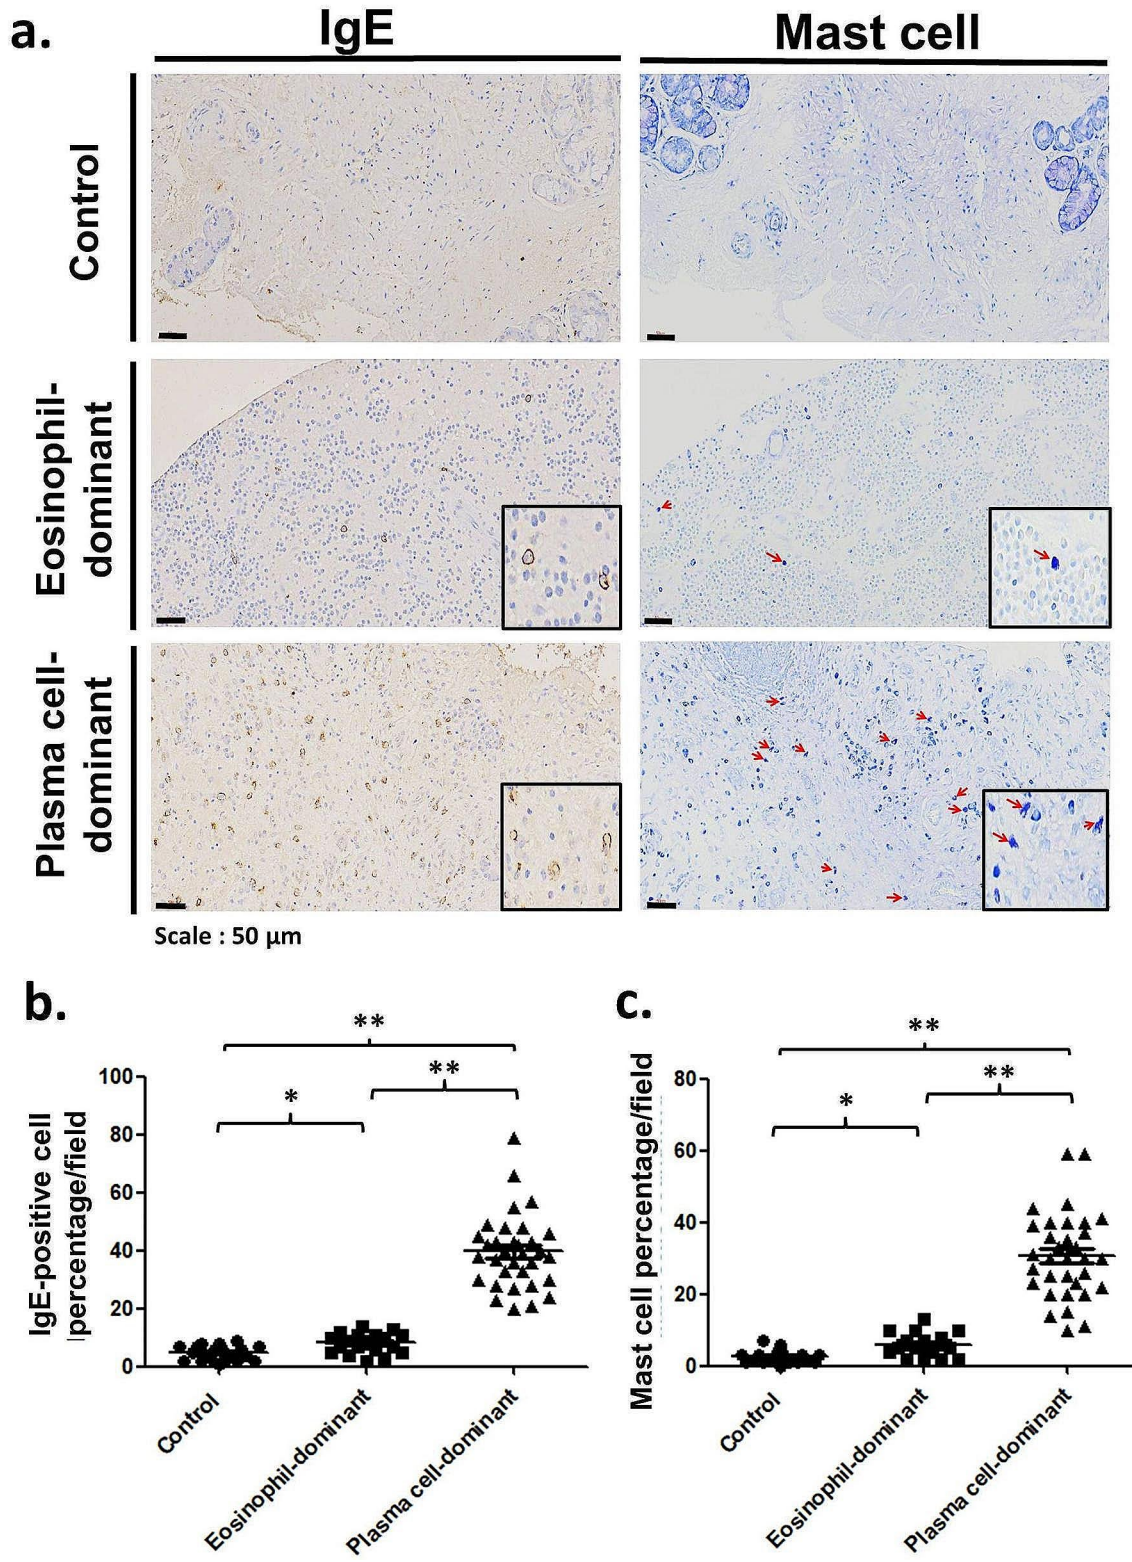 a.
IgE
Mast cell
Control
Eosinophil-
dominant
Plasma cell-
dominant
Scale : 50 µm
b.
**
**
*
IgE-positive cell
percentage/field
100
80
60
40
20
0
Control
Eosinophil-dominant
Plasma cell-dominant
c.
**
**
*
Mast cell percentage/field
80
60
40
20
0
Control
Eosinophil-dominant
Plasma cell-dominant